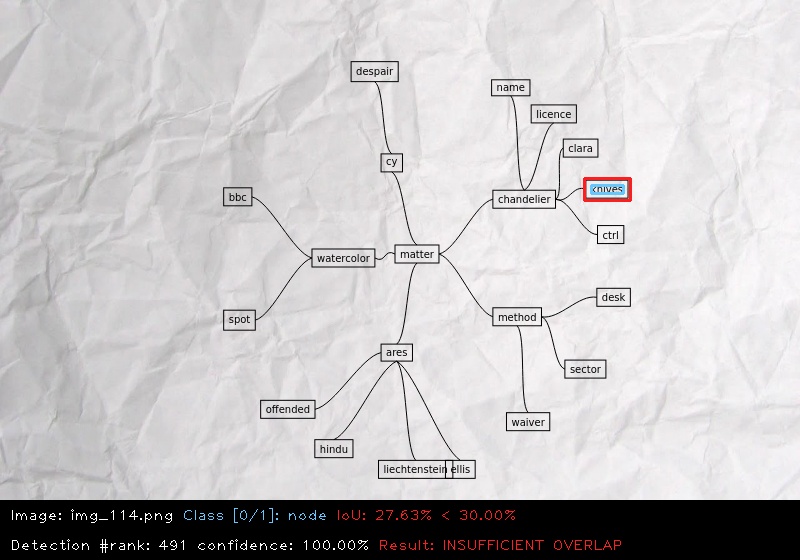 despair
name
licence
clara
cy
knives
bbc
chandelier
ctrl
watercolor
matter
desk
spot
method
ares
sector
offended
waiver
hindu
liechtenstein
ellis
Image: img_114.png Class [0/1]: node IoU: 27.63% < 30.00%
Detection #rank: 491 confidence: 100.00% Result: INSUFFICIENT OVERLAP